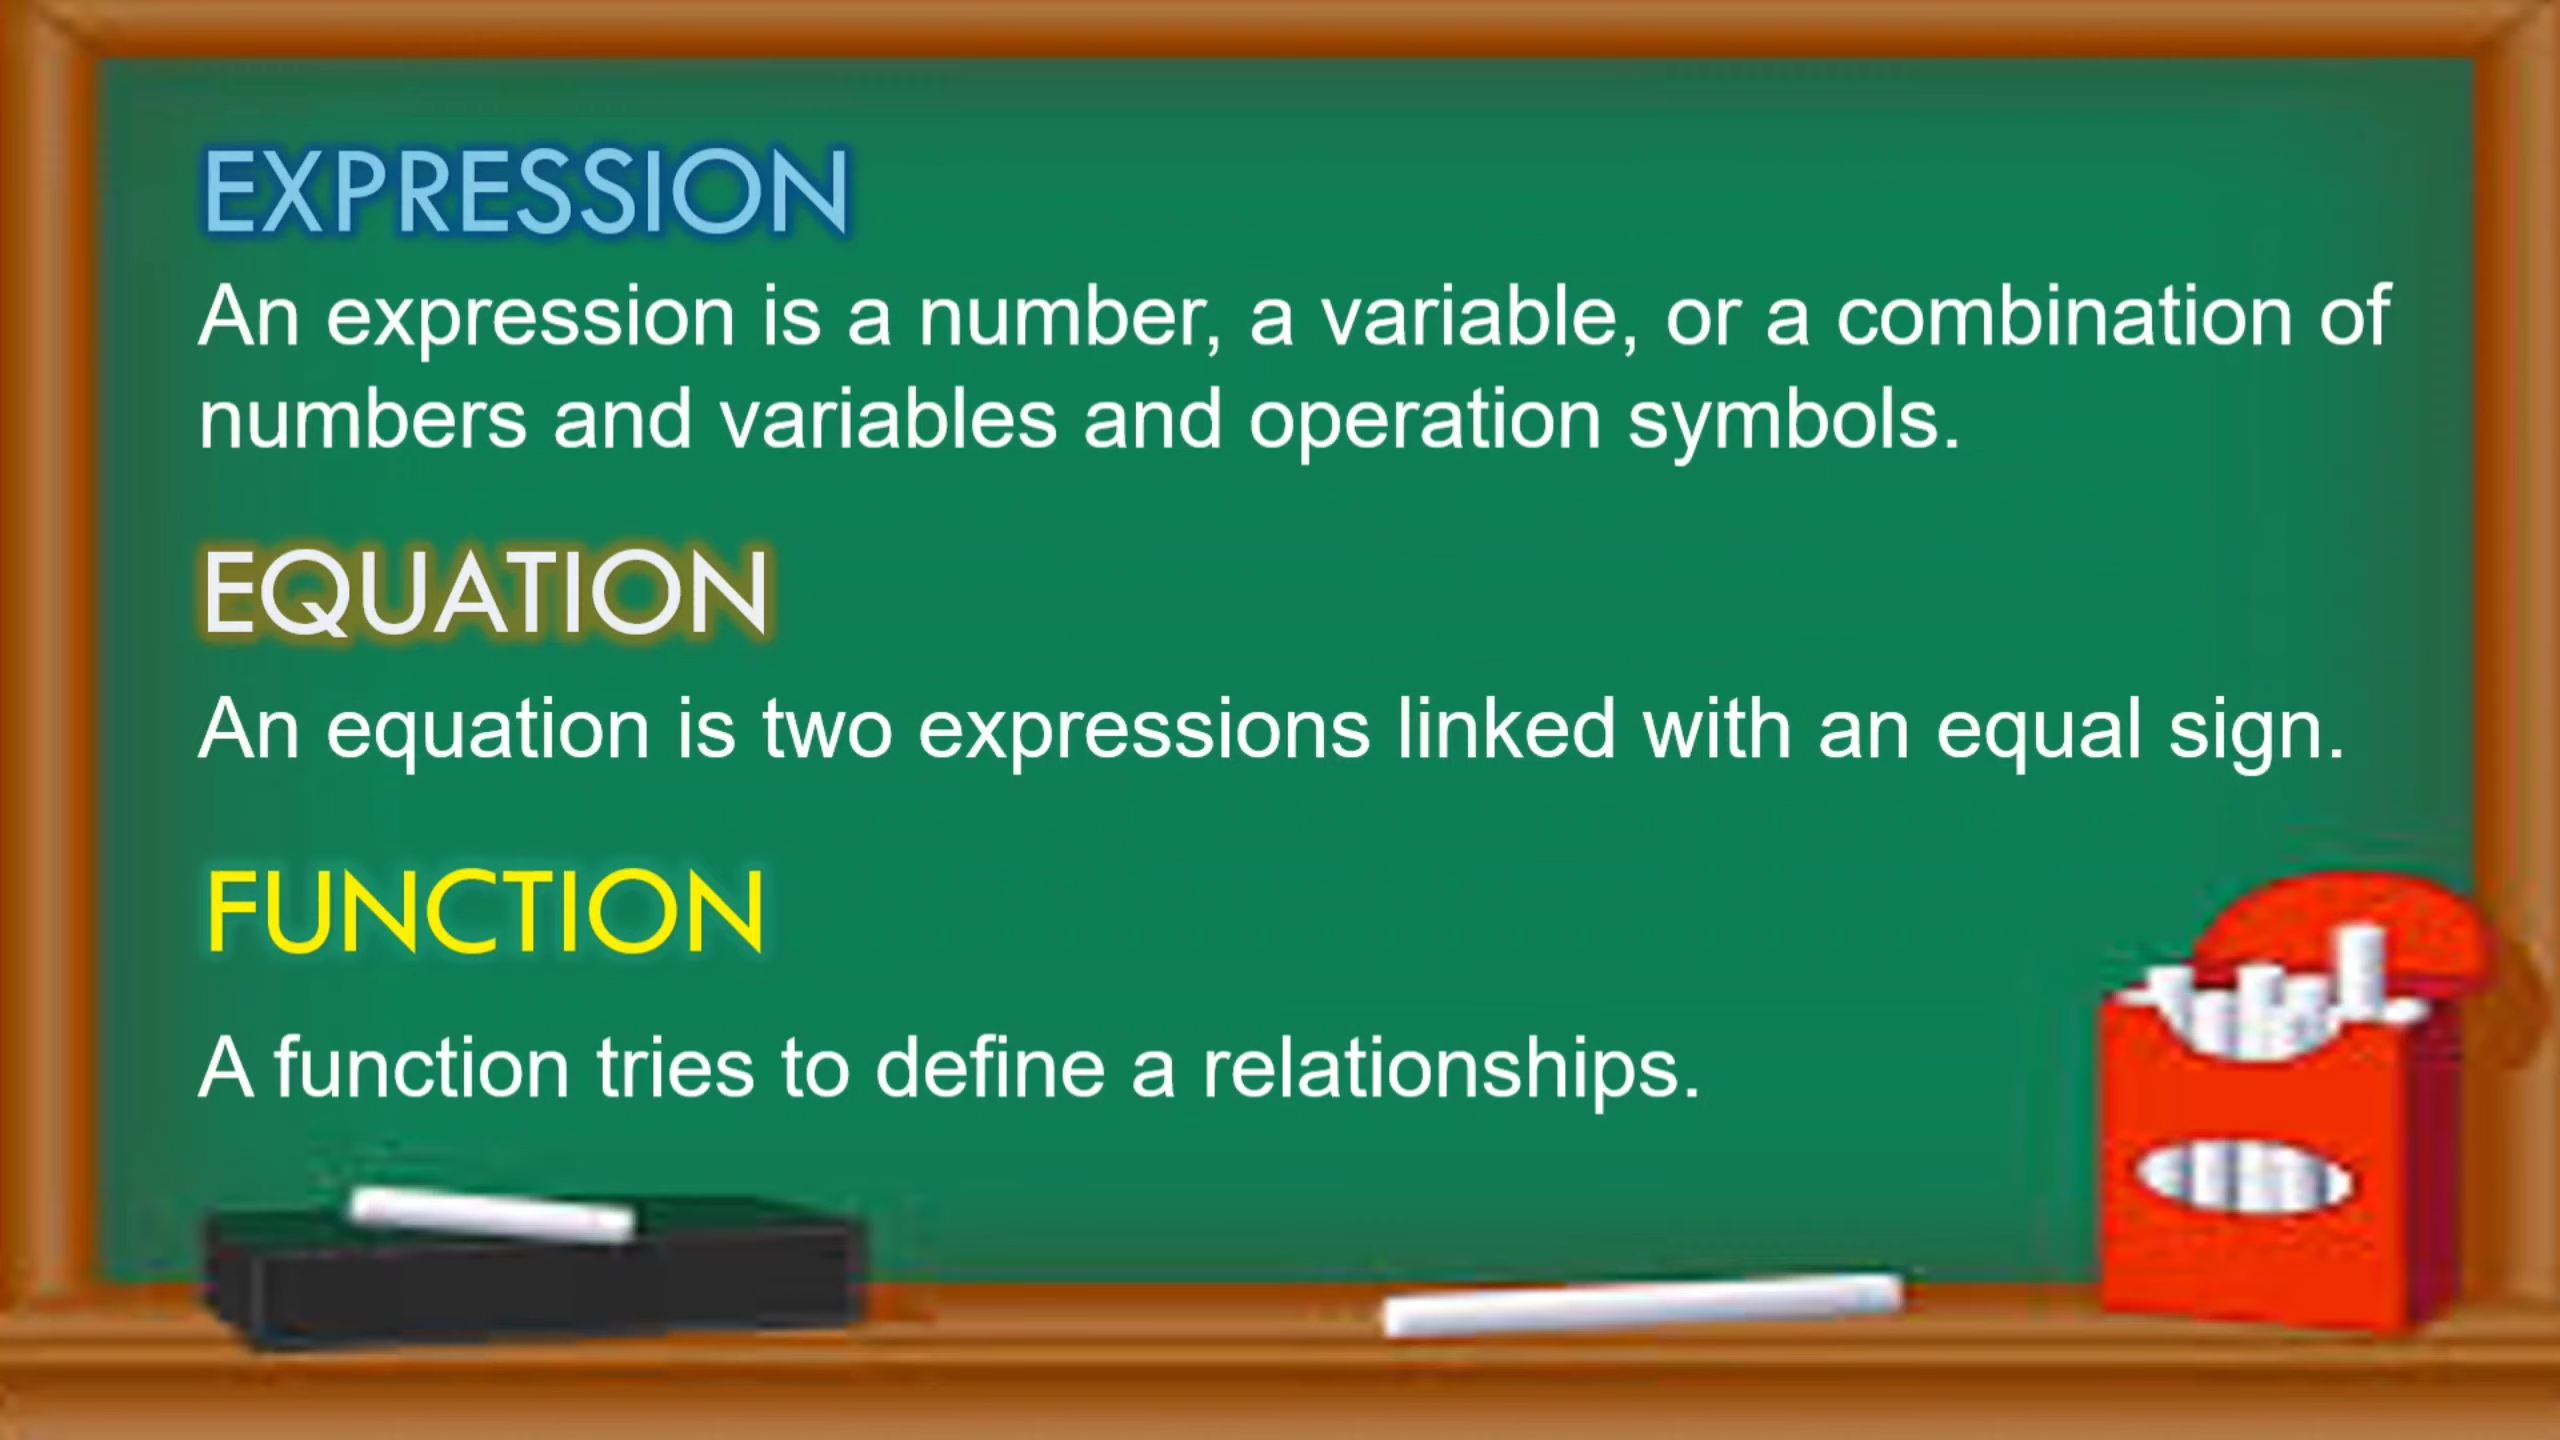 EXPRESSION
An expression is a number, a variable, or a combination of
numbers and variables and operation symbols.
EQUATION
An equation is two expressions linked with an equal sign.
FUNCTION
A function tries to define a relationships.